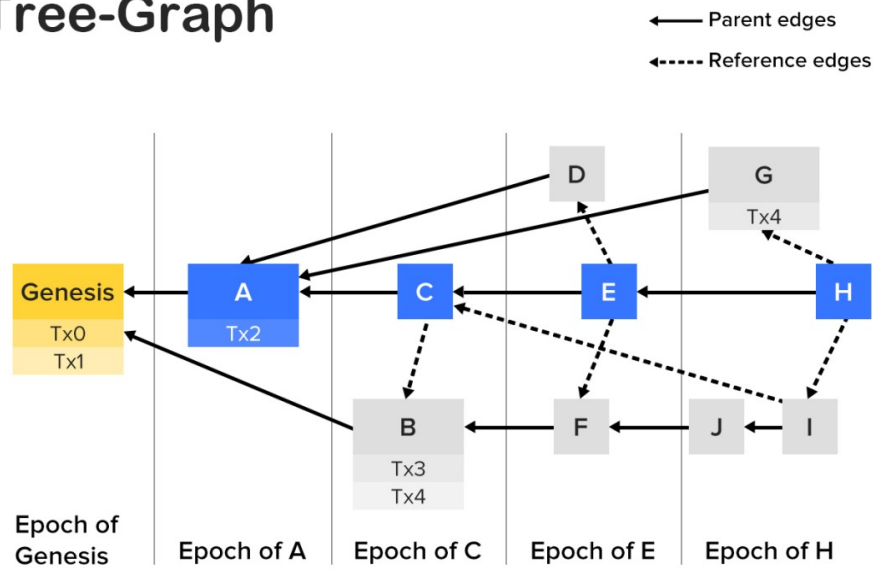 Tree-Graph
Parent edges
Reference edges
D
G
Tx4
Genesis
Tx0
Tx1
A
Tx2
C
E
H
B
Tx3
Tx4
F
J
I
Epoch of
Genesis
Epoch of A
Epoch of C
Epoch of E
Epoch of H